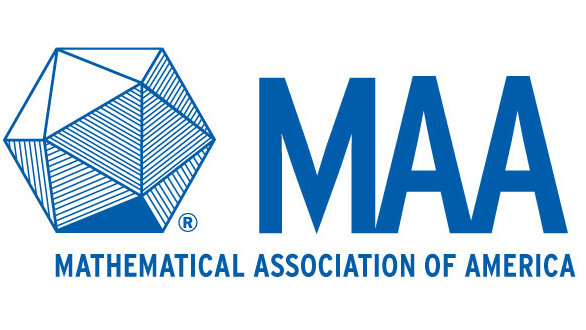 MAA
®
MATHEMATICAL ASSOCIATION OF AMERICA